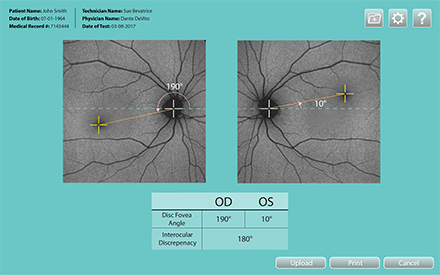 Patient Name: John Smith
Date of Birth: 07-01-1964
Medical Record #: 7143444
Technician Name: Sue Bevatrice
Physician Name: Dante DeVito
Date of Test: 03-08-2017
?
190°
10°
OD OS
Disc Fovea Angle 190° 10°
Interocular Discrepenacy 180°
Upload Print Cancel